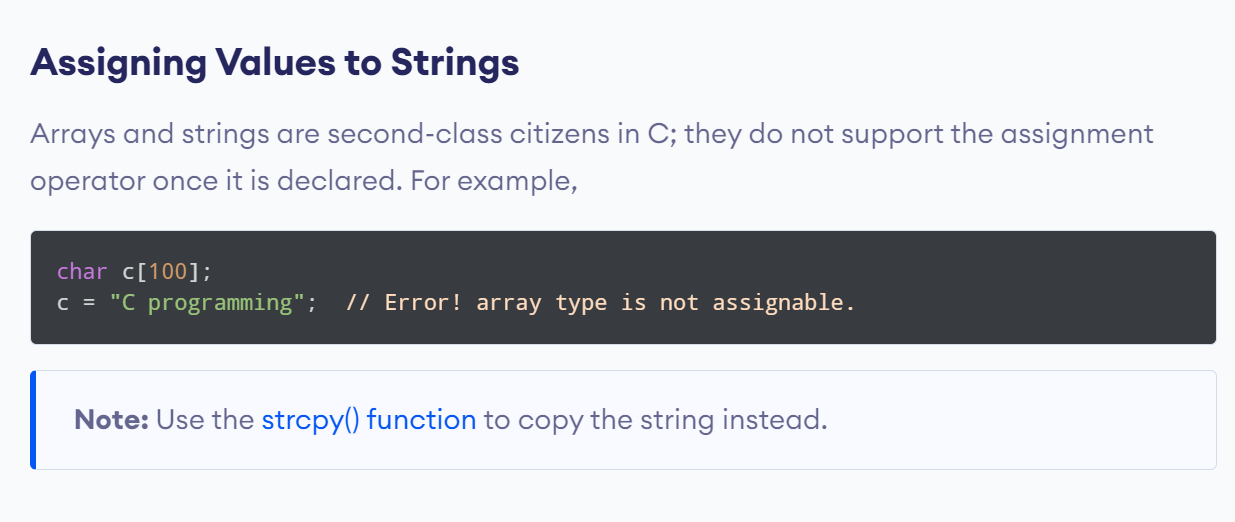 Assigning Values to Strings
Arrays and strings are second-class citizens in C; they do not support the assignment
operator once it is declared. For example,
char c[100];
c = "C programming";  // Error! array type is not assignable.
Note: Use the strcpy() function to copy the string instead.